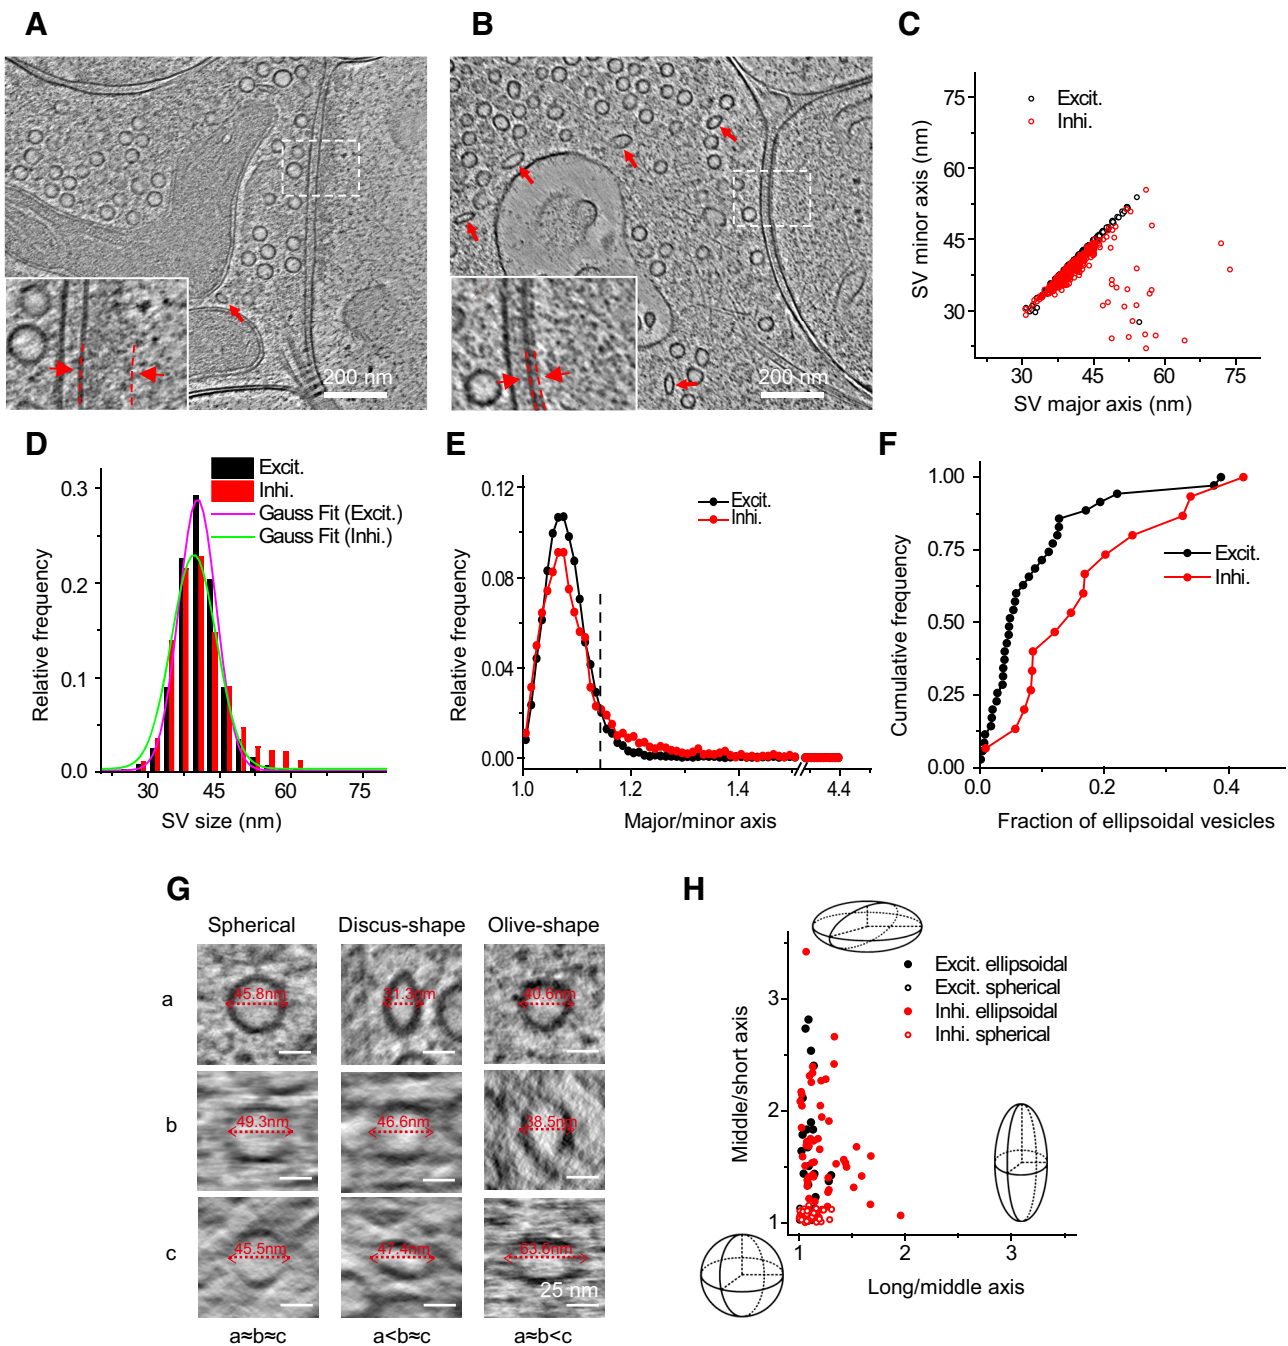 A
B
C
200 nm
200 nm
SV minor axis (nm)
75
60
45
30
Excit.
Inhi.
30 45 60 75
SV major axis (nm)
D
E
F
Relative frequency
0.3
0.2
0.1
0.0
Excit.
Inhi.
Gauss Fit (Excit.)
Gauss Fit (Inhi.)
30 45 60 75
SV size (nm)
Relative frequency
0.12
0.08
0.04
0.00
Excit.
Inhi.
1.0 1.2 1.4 4.4
Major/minor axis
Cumulative frequency
1.00
0.75
0.50
0.25
0.00
Excit.
Inhi.
0.0 0.2 0.4
Fraction of ellipsoidal vesicles
G
Spherical Discus-shape Olive-shape
a
45.8nm 31.3nm 40.6nm
b
49.3nm 46.6nm 38.5nm
c
45.5nm 47.4nm 63.6nm
25 nm
a≈b≈c a<b≈c a≈b<c
H
Middle/short axis
3
2
1
Excit. ellipsoidal
Excit. spherical
Inhi. ellipsoidal
Inhi. spherical
1 2 3
Long/middle axis